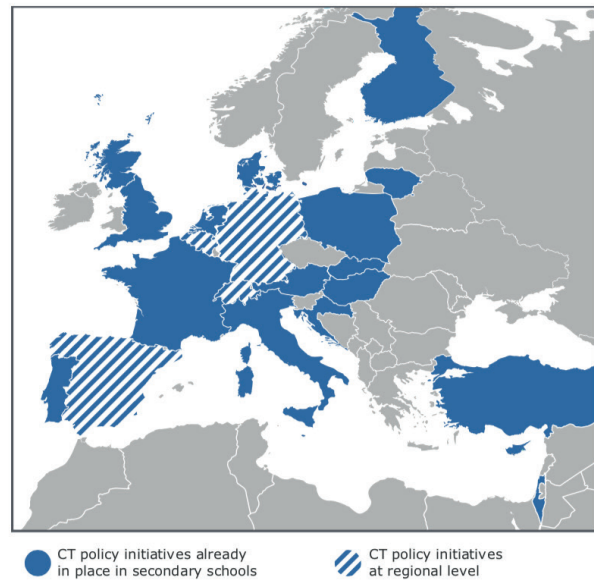 CT policy initiatives already
in place in secondary schools
CT policy initiatives
at regional level